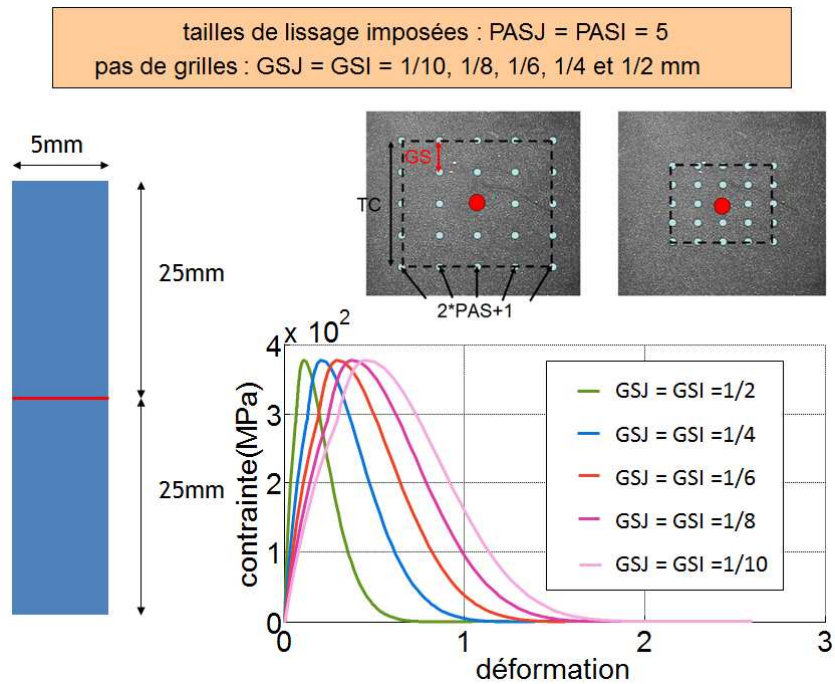 tailles de lissage imposées : PASJ = PASI = 5
pas de grilles : GSJ = GSI = 1/10, 1/8, 1/6, 1/4 et 1/2 mm
5mm
25mm
25mm
GS
TC
2*PAS+1
x 10²
4
3
2
1
0
contrainte(MPa)
0
1
2
3
déformation
GSJ = GSI =1/2
GSJ = GSI =1/4
GSJ = GSI =1/6
GSJ = GSI =1/8
GSJ = GSI =1/10